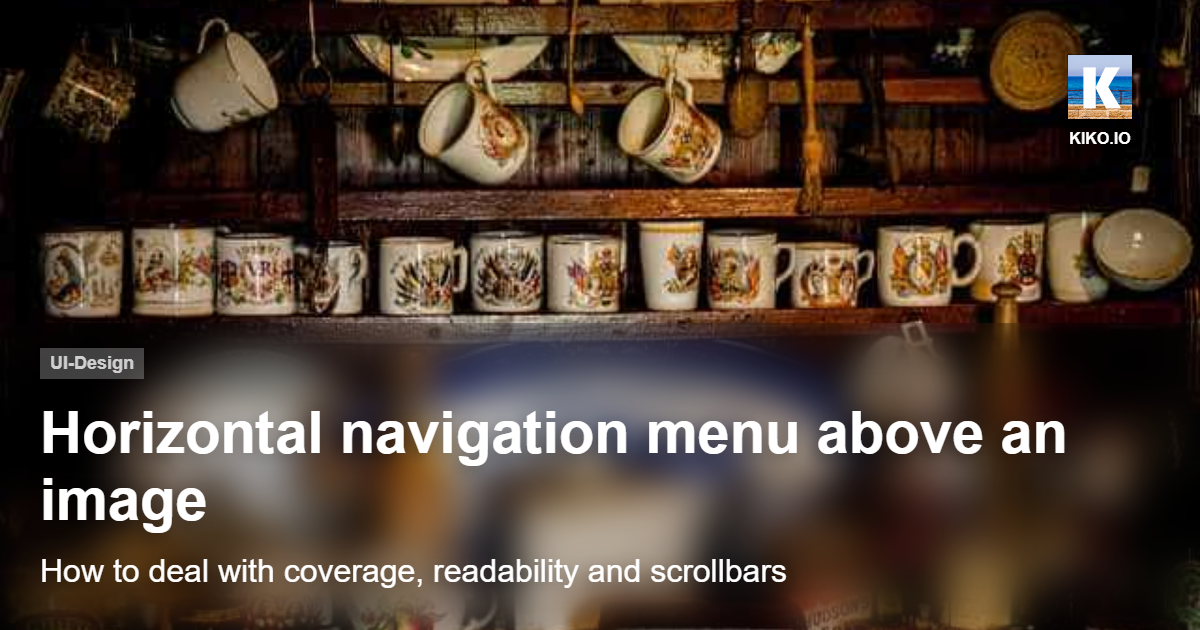 K
KIKO.IO
UI-Design
Horizontal navigation menu above an
image
How to deal with coverage, readability and scrollbars